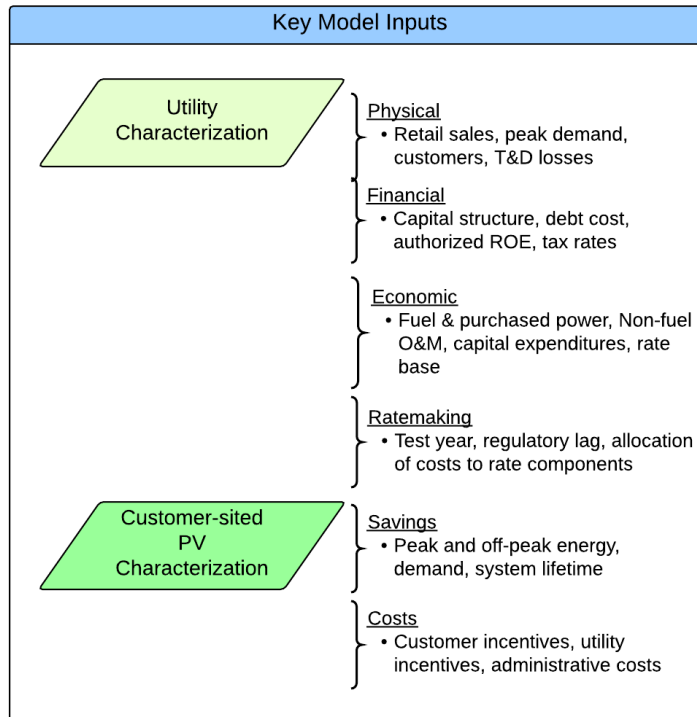 Key Model Inputs
Utility
Characterization
Physical
• Retail sales, peak demand,
customers, T&D losses
Financial
• Capital structure, debt cost,
authorized ROE, tax rates
Economic
• Fuel & purchased power, Non-fuel
O&M, capital expenditures, rate
base
Ratemaking
• Test year, regulatory lag, allocation
of costs to rate components
Customer-sited
PV
Characterization
Savings
• Peak and off-peak energy,
demand, system lifetime
Costs
• Customer incentives, utility
incentives, administrative costs